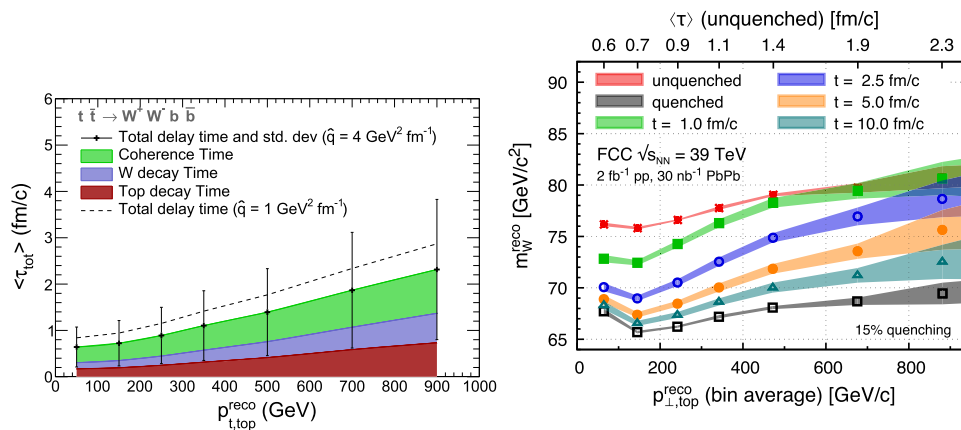 t t̄ → W⁺ W⁻ b b̄
Total delay time and std. dev (q̂ = 4 GeV² fm⁻¹)
Coherence Time
W decay Time
Top decay Time
Total delay time (q̂ = 1 GeV² fm⁻¹)
<τ_tot> (fm/c)
6
5
4
3
2
1
0
0 100 200 300 400 500 600 700 800 900 1000
p_t,top^reco (GeV)
⟨τ⟩ (unquenched) [fm/c]
0.6 0.7 0.9 1.1 1.4 1.9 2.3
unquenched
quenched
t = 1.0 fm/c
t = 2.5 fm/c
t = 5.0 fm/c
t = 10.0 fm/c
FCC √s_NN = 39 TeV
2 fb⁻¹ pp, 30 nb⁻¹ PbPb
m_W^reco [GeV/c²]
90
85
80
75
70
65
15% quenching
0 200 400 600 800
p_⊥,top^reco (bin average) [GeV/c]